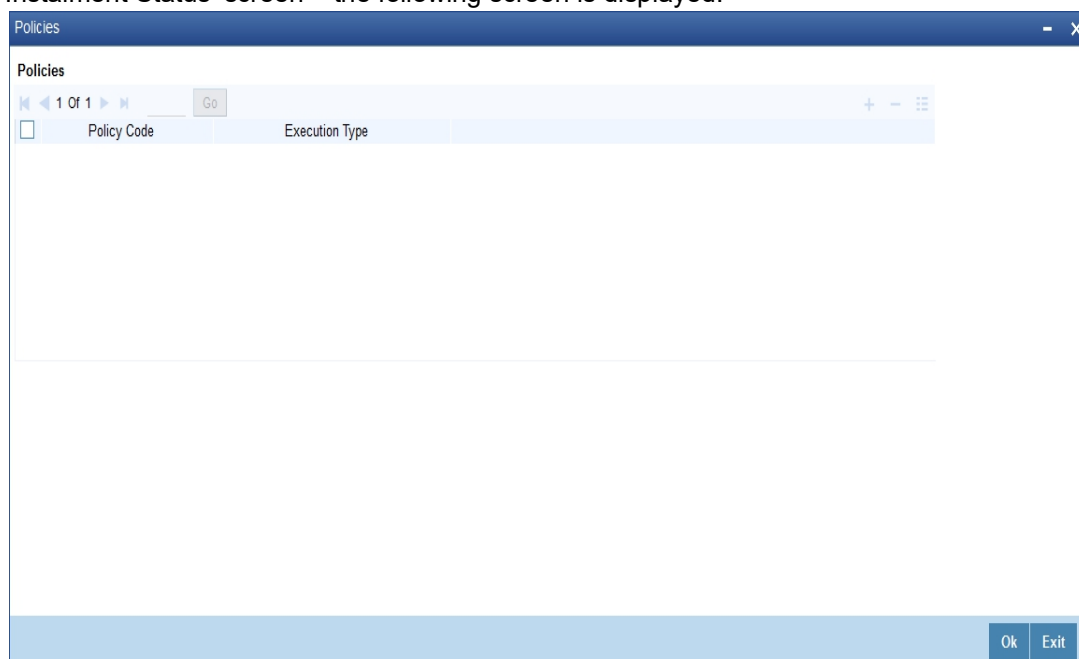 Instalment Status' screen – the following screen is displayed:
Policies
Policies
1 Of 1 Go
Policy Code Execution Type
Ok Exit